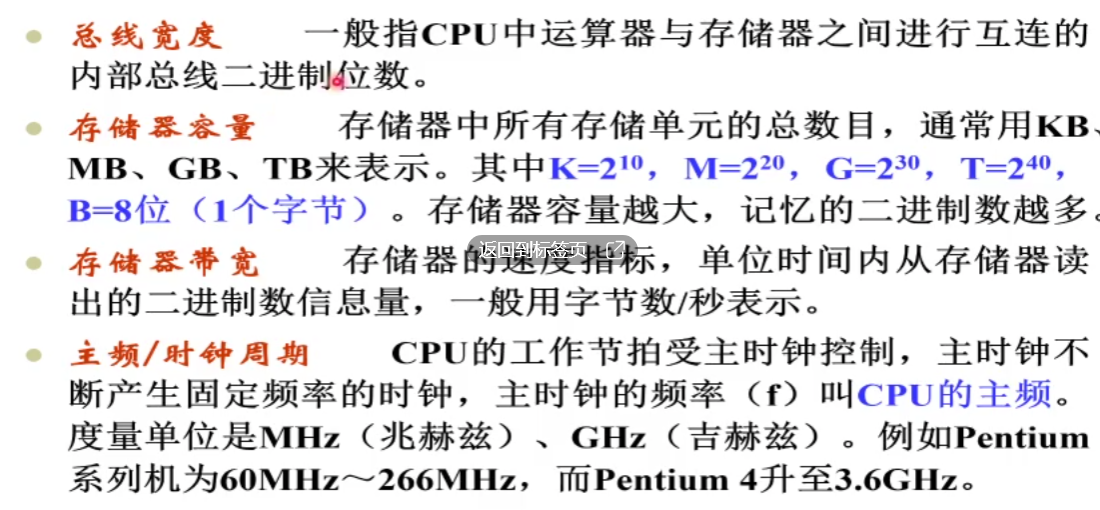 总线宽度 一般指CPU中运算器与存储器之间进行互连的
内部总线二进制位数。
存储器容量 存储器中所有存储单元的总数目，通常用KB、
MB、GB、TB来表示。其中K=2¹⁰，M=2²⁰，G=2³⁰，T=2⁴⁰，
B=8位（1个字节）。存储器容量越大，记忆的二进制数越多。
返回到标签页
存储器带宽 存储器的速度指标，单位时间内从存储器读
出的二进制数信息量，一般用字节数/秒表示。
主频/时钟周期 CPU的工作节拍受主时钟控制，主时钟不
断产生固定频率的时钟，主时钟的频率（f）叫CPU的主频。
度量单位是MHz（兆赫兹）、GHz（吉赫兹）。例如Pentium
系列机为60MHz～266MHz，而Pentium 4升至3.6GHz。